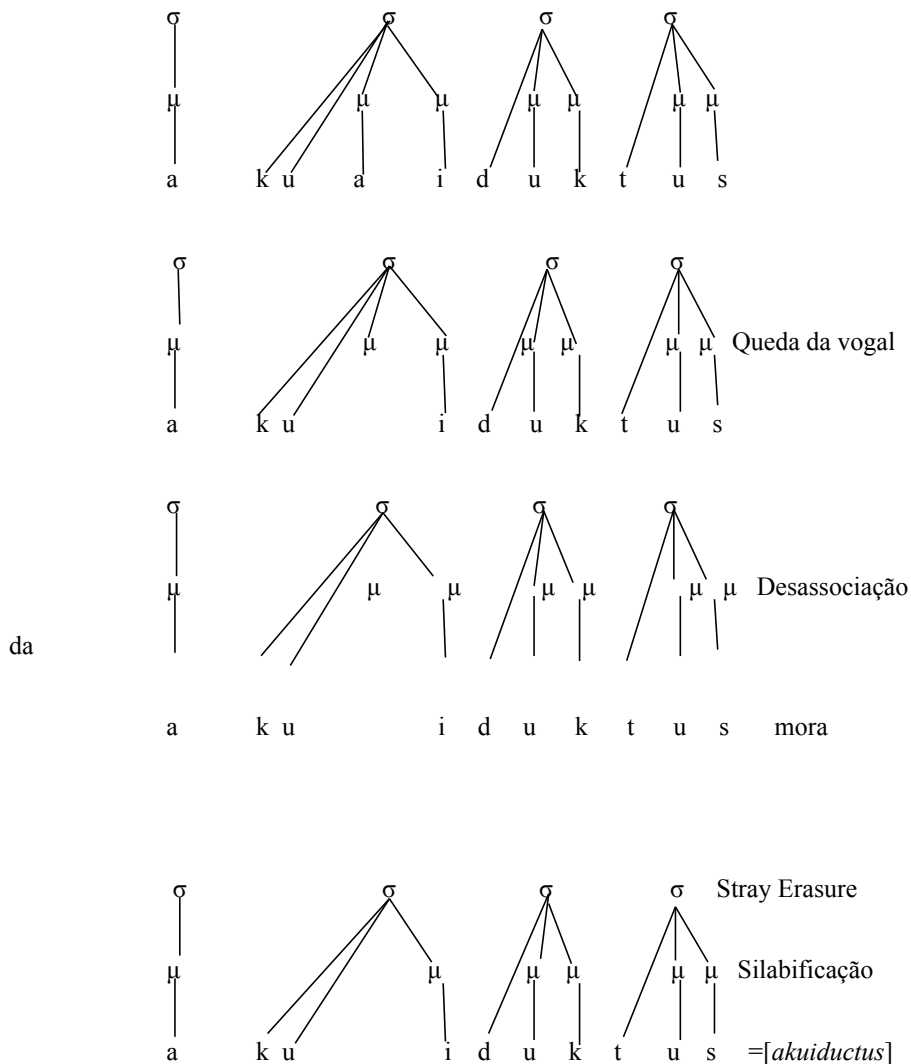 σ σ σ σ
μ μ μ μ μ μ μ
a k u a i d u k t u s
σ σ σ σ
μ μ μ μ μ μ μ Queda da vogal
a k u i d u k t u s
σ σ σ σ
μ μ μ μ μ μ μ Desassociação
da
a k u i d u k t u s mora
σ σ σ σ Stray Erasure
μ μ μ μ μ μ Silabificação
a k u i d u k t u s =[akuiductus]